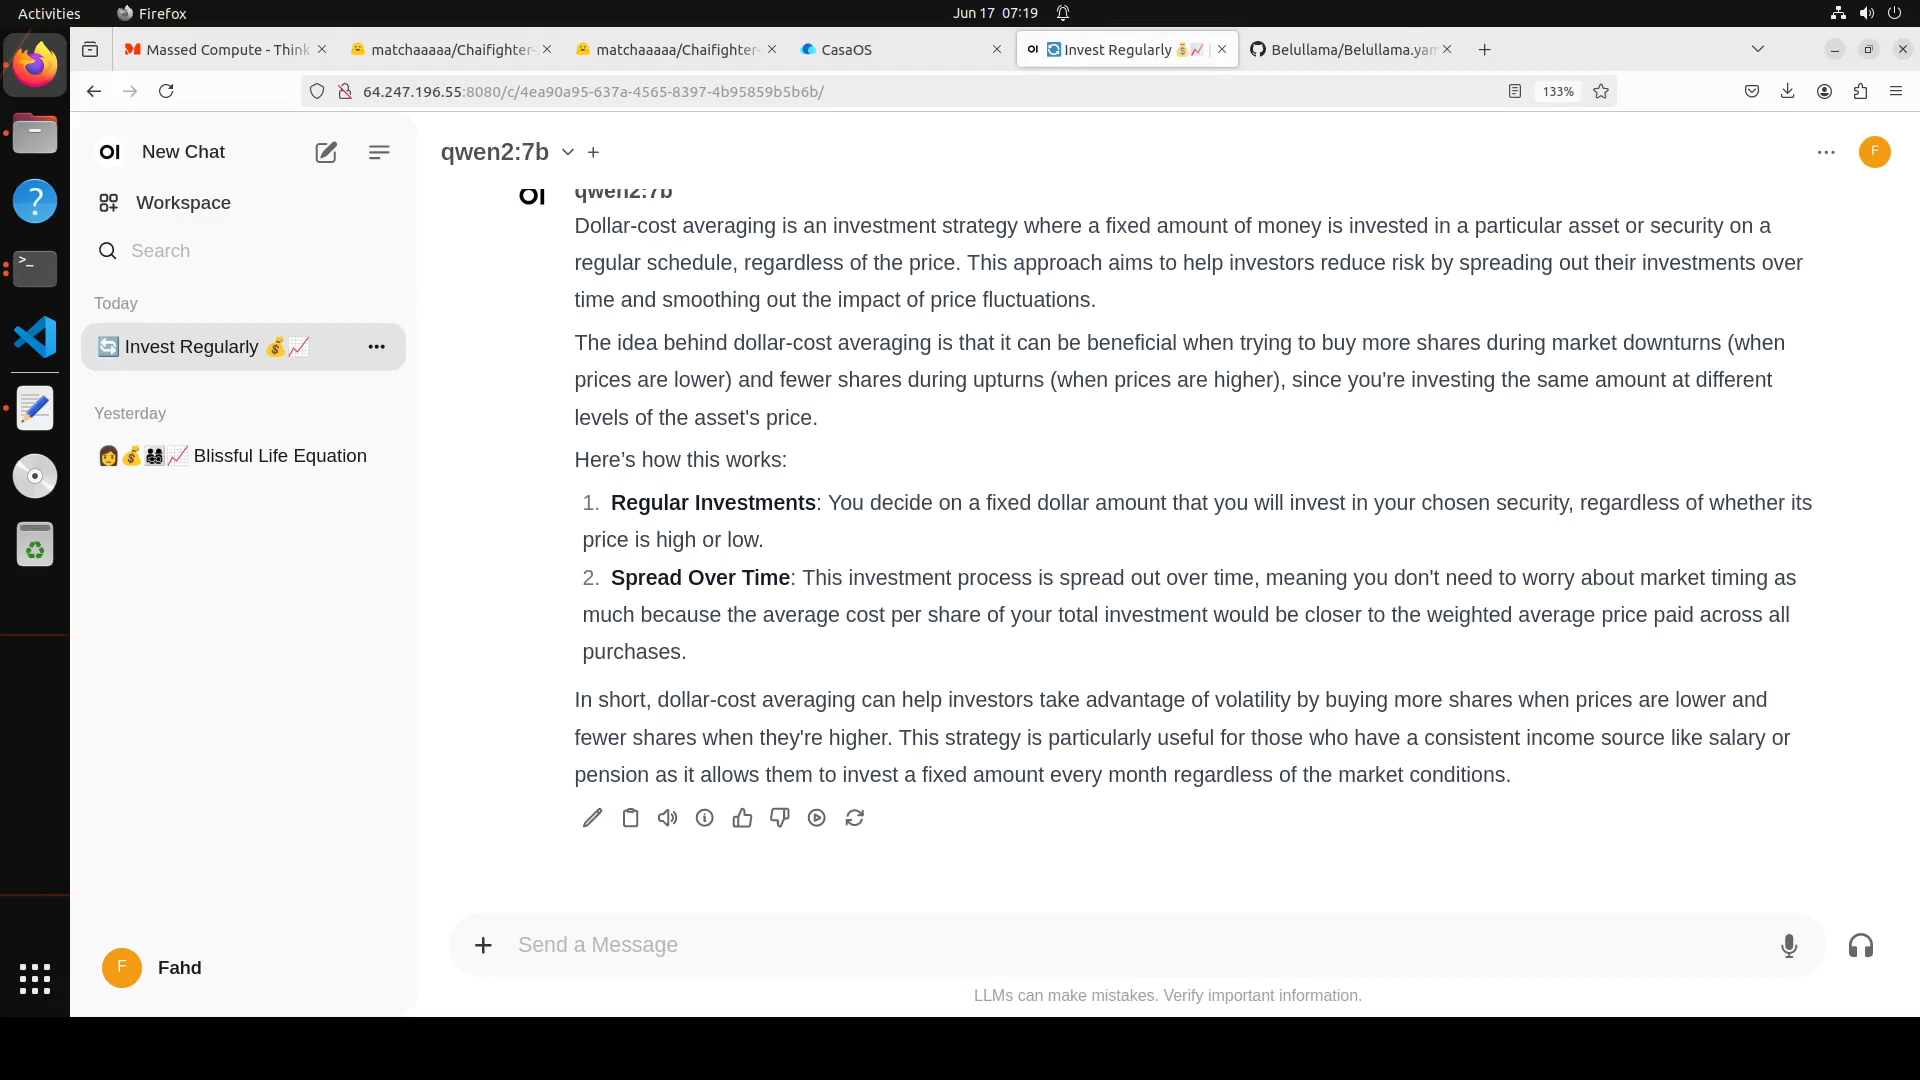 Activities
Firefox
Jun 17 07:19
Massed Compute - Think
matchaaaaa/Chaifighter-
matchaaaaa/Chaifighter-
CasaOS
OI 🔄Invest Regularly 💰📈 |
Belullama/Belullama.yam
64.247.196.55:8080/c/4ea90a95-637a-4565-8397-4b95859b5b6b/
133%
OI New Chat
Workspace
Search
Today
🔄 Invest Regularly 💰📈
Yesterday
👩💰👨‍👩‍👧‍👦📈 Blissful Life Equation
F Fahd
qwen2:7b
F
OI qwen2:7b
Dollar-cost averaging is an investment strategy where a fixed amount of money is invested in a particular asset or security on a
regular schedule, regardless of the price. This approach aims to help investors reduce risk by spreading out their investments over
time and smoothing out the impact of price fluctuations.
The idea behind dollar-cost averaging is that it can be beneficial when trying to buy more shares during market downturns (when
prices are lower) and fewer shares during upturns (when prices are higher), since you're investing the same amount at different
levels of the asset's price.
Here’s how this works:
1. Regular Investments: You decide on a fixed dollar amount that you will invest in your chosen security, regardless of whether its
price is high or low.
2. Spread Over Time: This investment process is spread out over time, meaning you don't need to worry about market timing as
much because the average cost per share of your total investment would be closer to the weighted average price paid across all
purchases.
In short, dollar-cost averaging can help investors take advantage of volatility by buying more shares when prices are lower and
fewer shares when they're higher. This strategy is particularly useful for those who have a consistent income source like salary or
pension as it allows them to invest a fixed amount every month regardless of the market conditions.
Send a Message
LLMs can make mistakes. Verify important information.